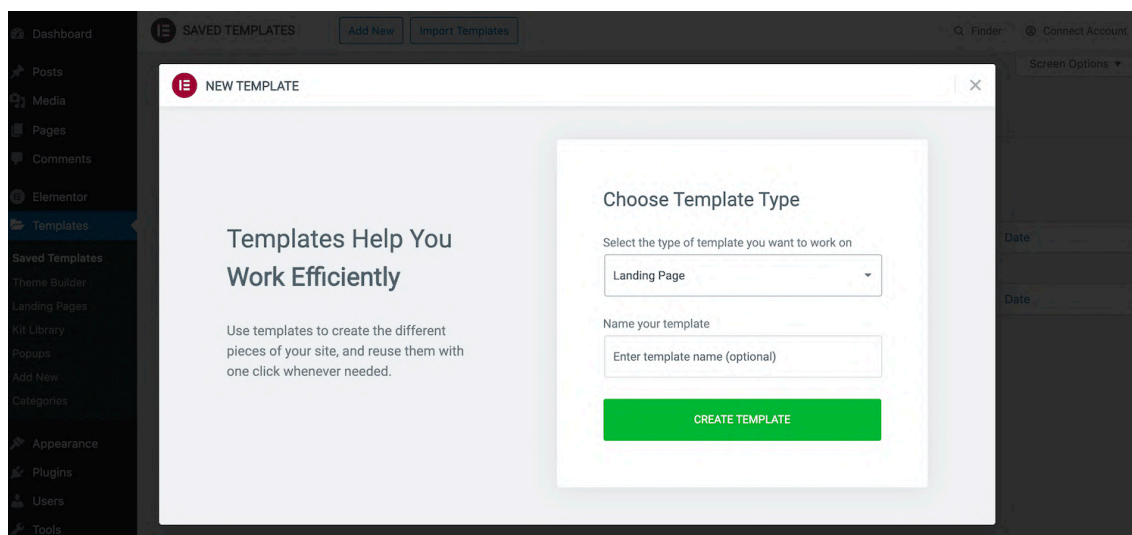 Dashboard
Posts
Media
Pages
Comments
Elementor
Templates
Saved Templates
Theme Builder
Landing Pages
Kit Library
Popups
Add New
Categories
Appearance
Plugins
Users
Tools
SAVED TEMPLATES
Add New
Import Templates
Finder
Connect Account
Screen Options
NEW TEMPLATE
Templates Help You
Work Efficiently
Use templates to create the different
pieces of your site, and reuse them with
one click whenever needed.
Choose Template Type
Select the type of template you want to work on
Landing Page
Name your template
Enter template name (optional)
CREATE TEMPLATE
Date
Date